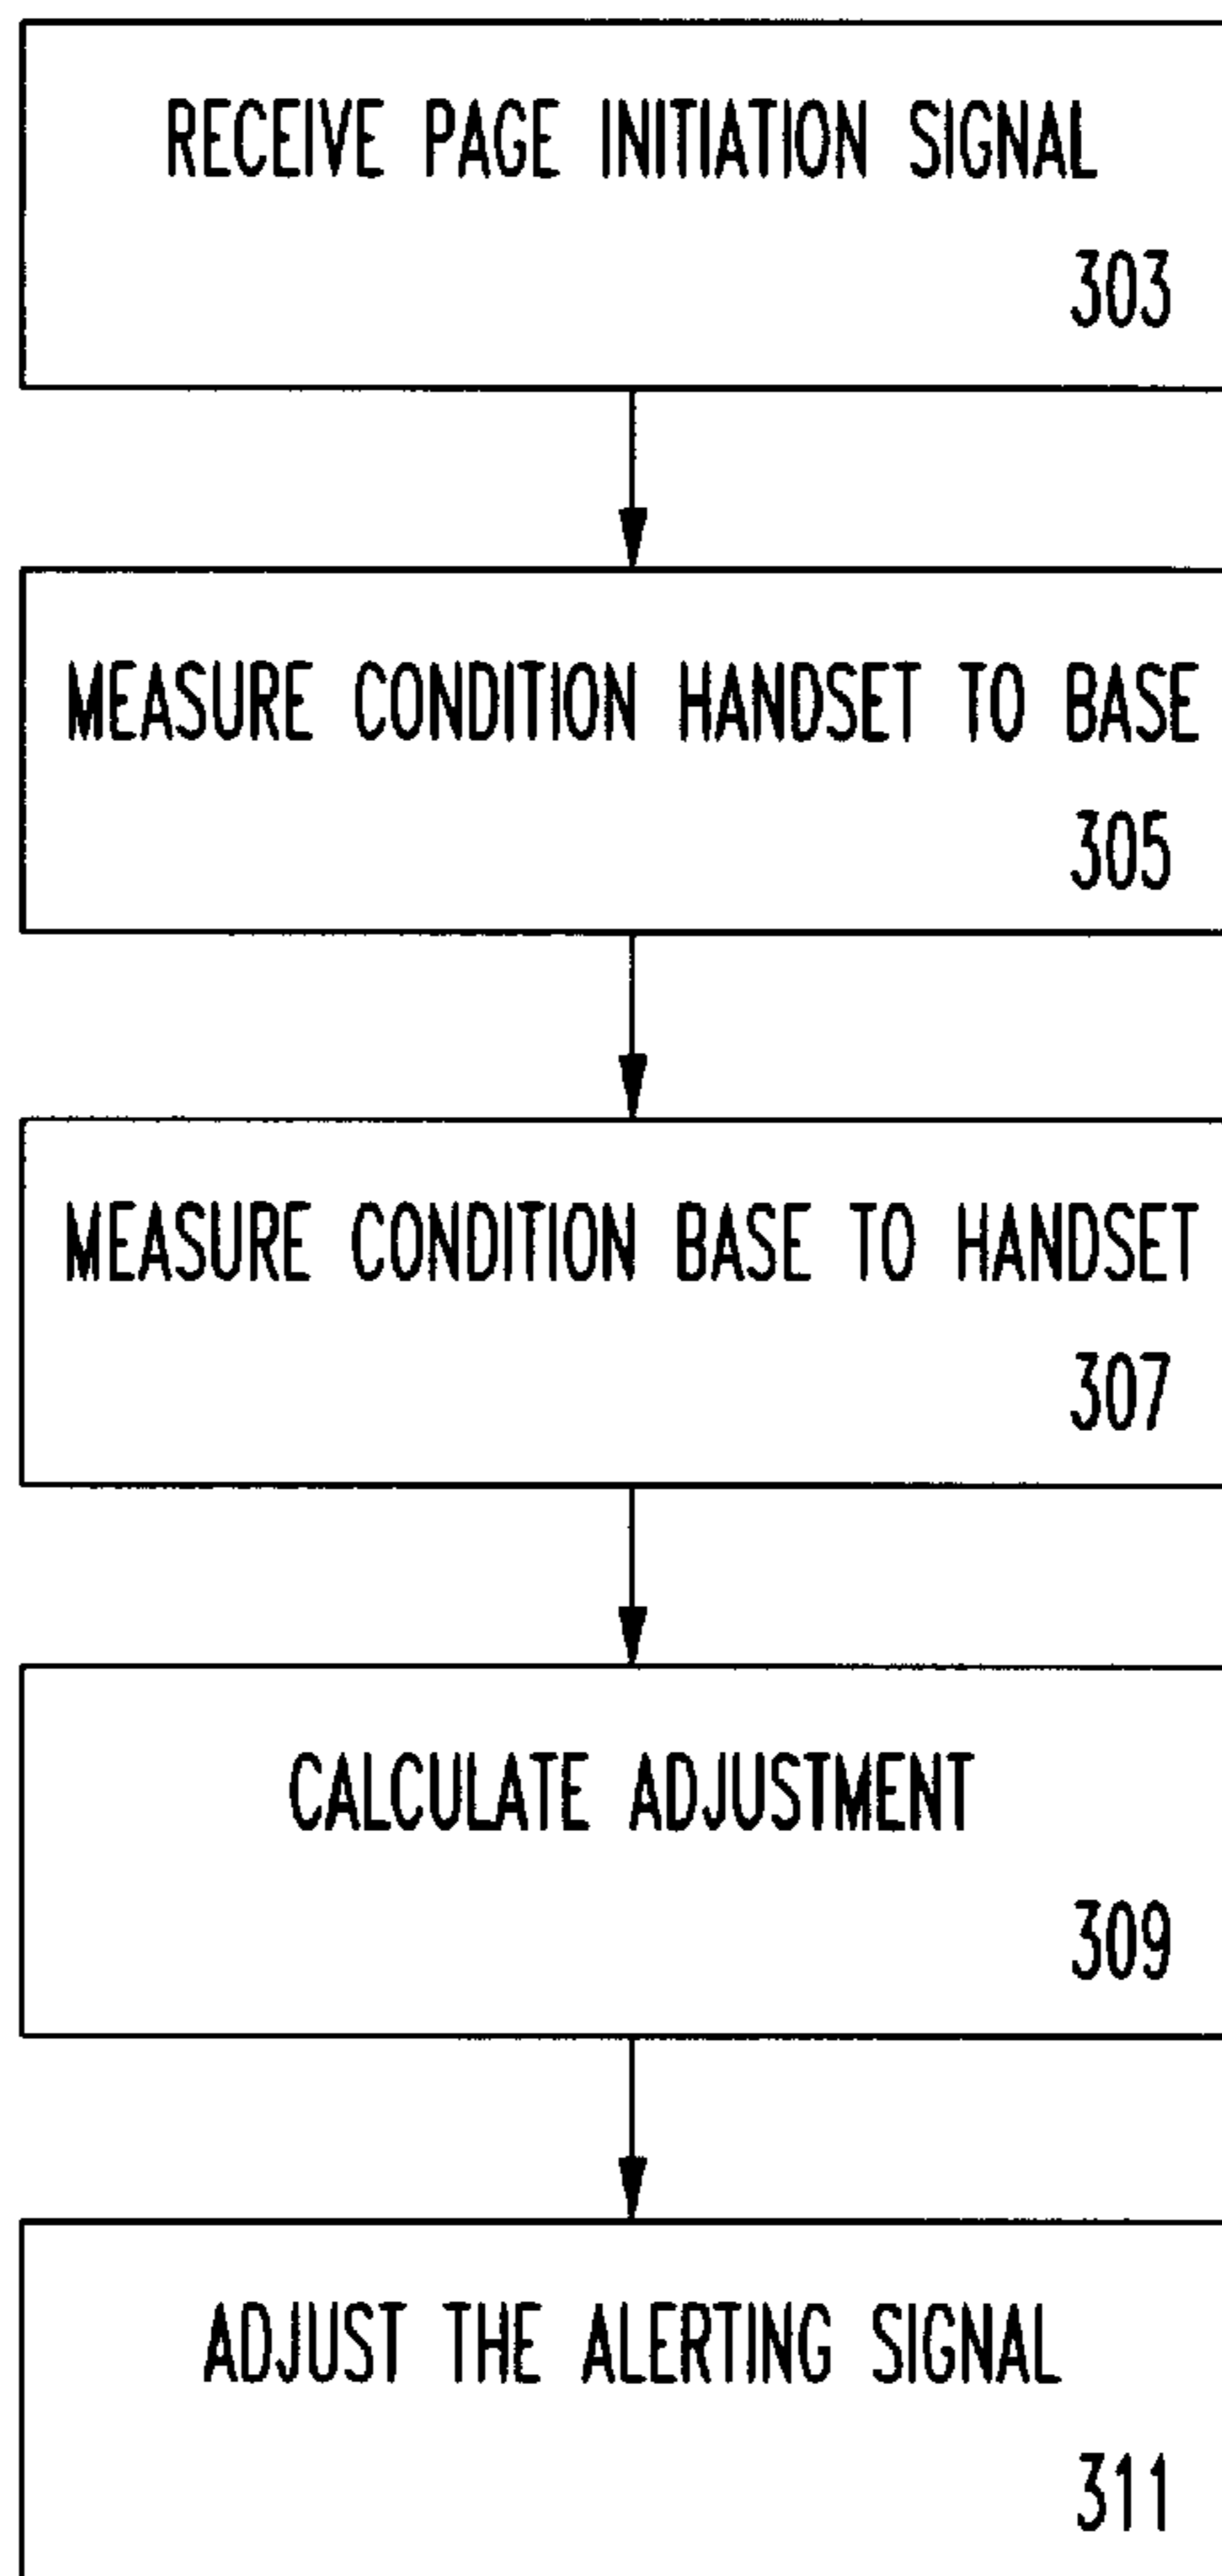 RECEIVE PAGE INITIATION SIGNAL
303
MEASURE CONDITION HANDSET TO BASE
305
MEASURE CONDITION BASE TO HANDSET
307
CALCULATE ADJUSTMENT
309
ADJUST THE ALERTING SIGNAL
311